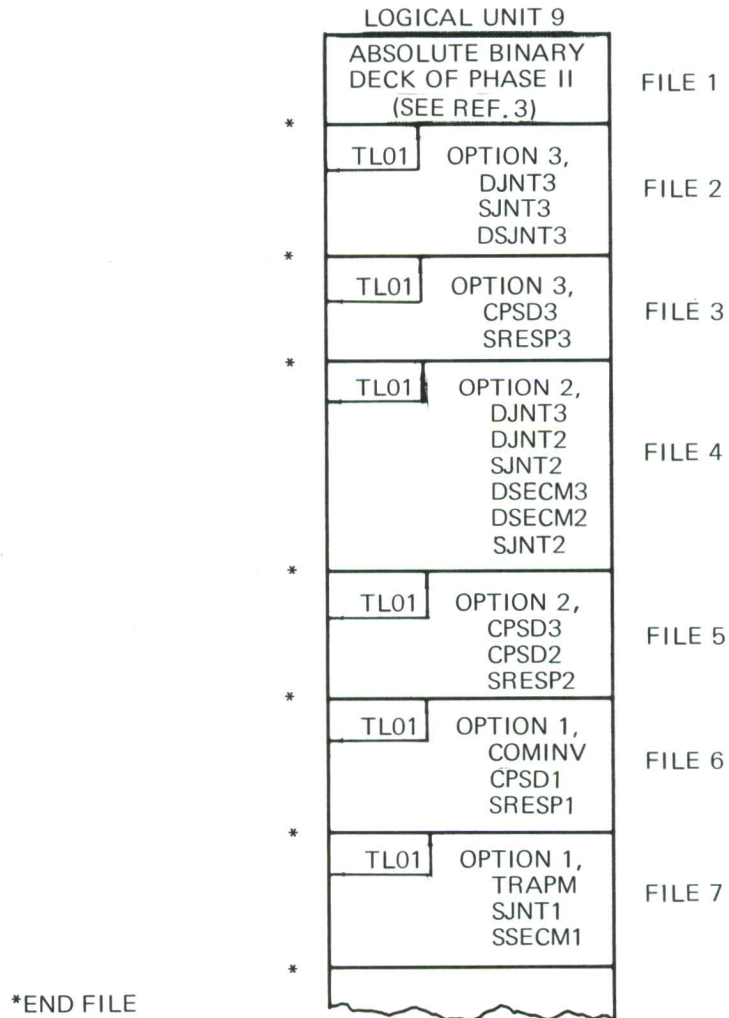 LOGICAL UNIT 9
ABSOLUTE BINARY
DECK OF PHASE II
(SEE REF. 3)
FILE 1
*
TL01 OPTION 3,
DJNT3
SJNT3
DSJNT3
FILE 2
*
TL01 OPTION 3,
CPSD3
SRESP3
FILE 3
*
TL01 OPTION 2,
DJNT3
DJNT2
SJNT2
DSECM3
DSECM2
SJNT2
FILE 4
*
TL01 OPTION 2,
CPSD3
CPSD2
SRESP2
FILE 5
*
TL01 OPTION 1,
COMINV
CPSD1
SRESP1
FILE 6
*
TL01 OPTION 1,
TRAPM
SJNT1
SSECM1
FILE 7
*
*END FILE